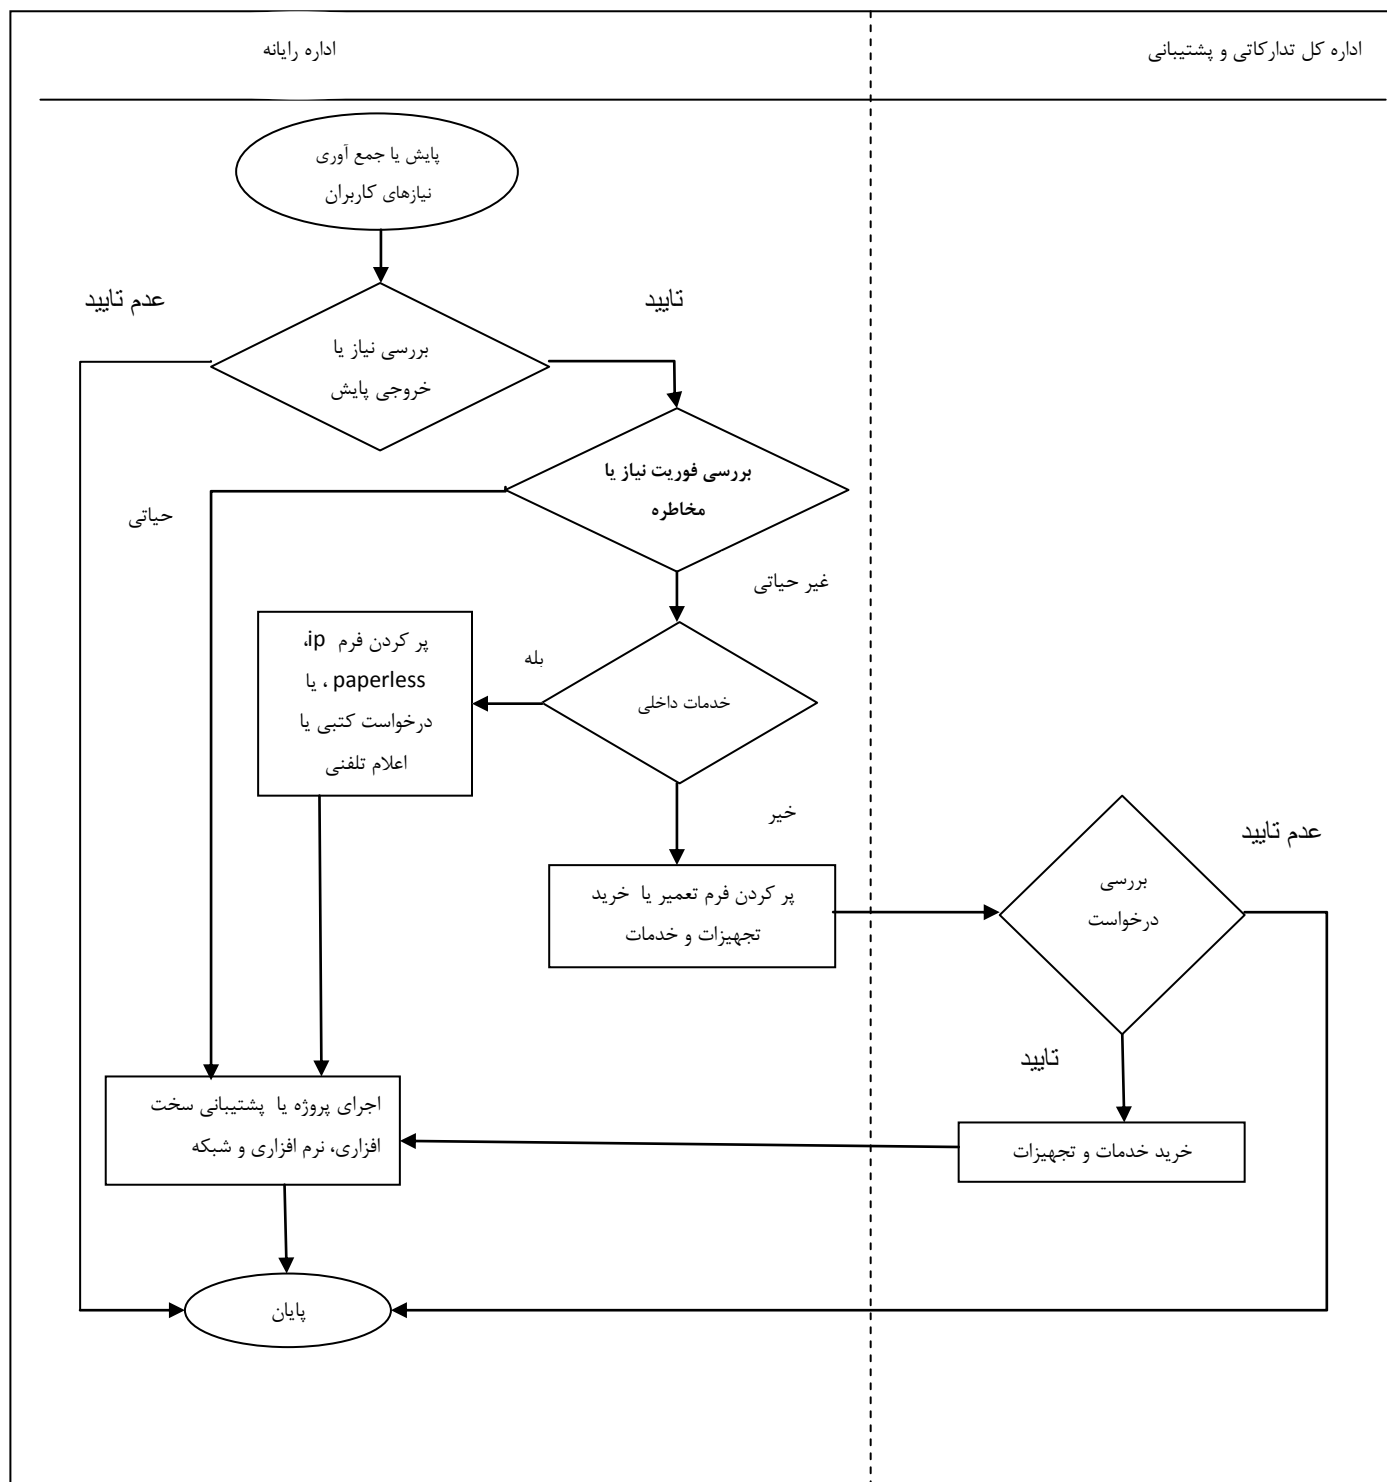 اداره کل تدارکاتی و پشتیبانی
اداره رایانه
پایش یا جمع آوری
نیازهای کاربران
تایید
عدم تایید
بررسی نیاز یا
خروجی پایش
بررسی فوریت نیاز یا
مخاطره
حیاتی
غیر حیاتی
خدمات داخلی
بله
پر کردن فرم ip،
paperless ، یا
درخواست کتبی یا
اعلام تلفنی
خیر
پر کردن فرم تعمیر یا خرید
تجهیزات و خدمات
بررسی
درخواست
عدم تایید
تایید
خرید خدمات و تجهیزات
اجرای پروژه یا پشتیبانی سخت
افزاری، نرم افزاری و شبکه
پایان